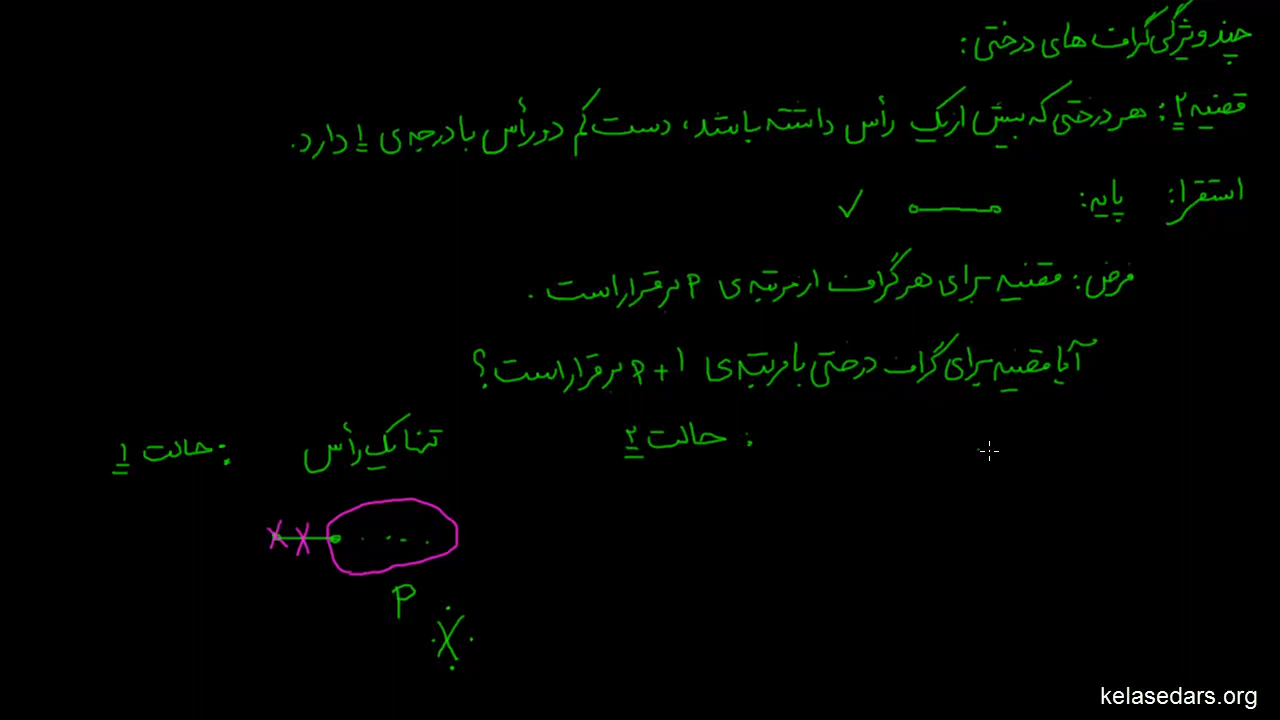 چند ویژگی گراف های درختی:
قضیه ۲: هر درختی که بیش از یک رأس داشته باشد، دست کم دو رأس با درجه ی ۱ دارد.
استقرا: پایه: ✓
فرض: قضیه برای هر گراف از مرتبه ی P برقرار است.
آیا قضیه برای گراف درختی با مرتبه ی P+1 برقرار است؟
حالت ۲:
حالت ۱: تنها یک رأس
P
kelasedars.org